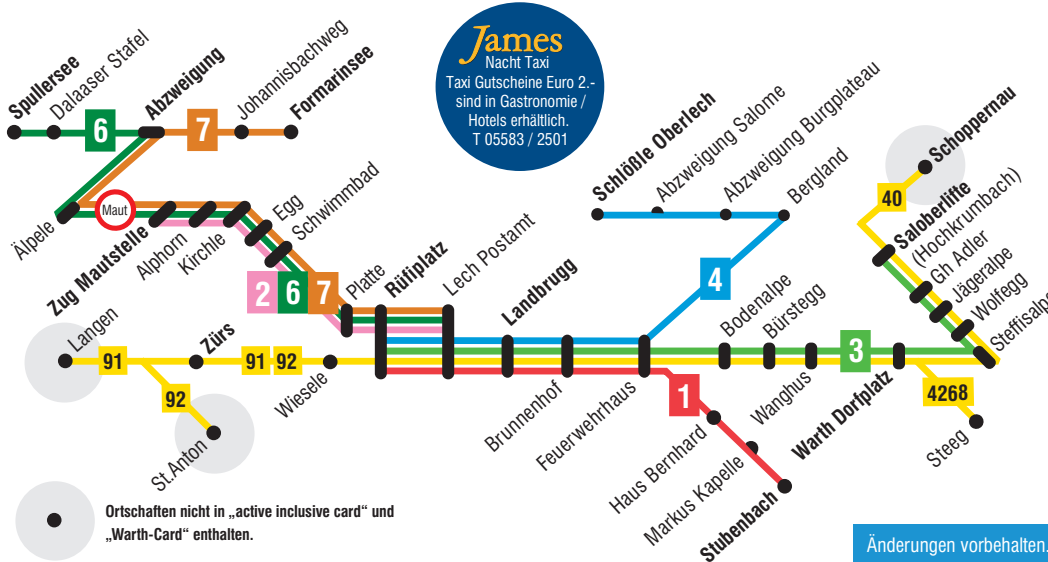 James
Nacht Taxi
Taxi Gutscheine Euro 2.-
sind in Gastronomie /
Hotels erhältlich.
T 05583 / 2501
Spullersee
Dalaaser Stafel
Abzweigung
Johannisbachweg
Formarinsee
6
7
Älpele
Maut
Zug Mautstelle
Alphorn
Kirchle
Egg
Schwimmbad
2
6
7
Platte
Rüfiplatz
Lech Postamt
Landbrugg
Schlößle Oberlech
Abzweigung Salome
Abzweigung Burgplateau
Bergland
4
Schoppernau
40
Saloberlifte
(Hochkrumbach)
Gh Adler
Jägeralpe
Wolfegg
Steffisalpe
Bodenalpe
Bürstegg
3
Langen
91
Zürs
91
92
92
St.Anton
Wiesele
Brunnenhof
Feuerwehrhaus
1
Haus Bernhard
Markus Kapelle
Stubenbach
Wanghus
Warth Dorfplatz
4268
Steeg
Ortschaften nicht in „active inclusive card“ und
„Warth-Card“ enthalten.
Änderungen vorbehalten.